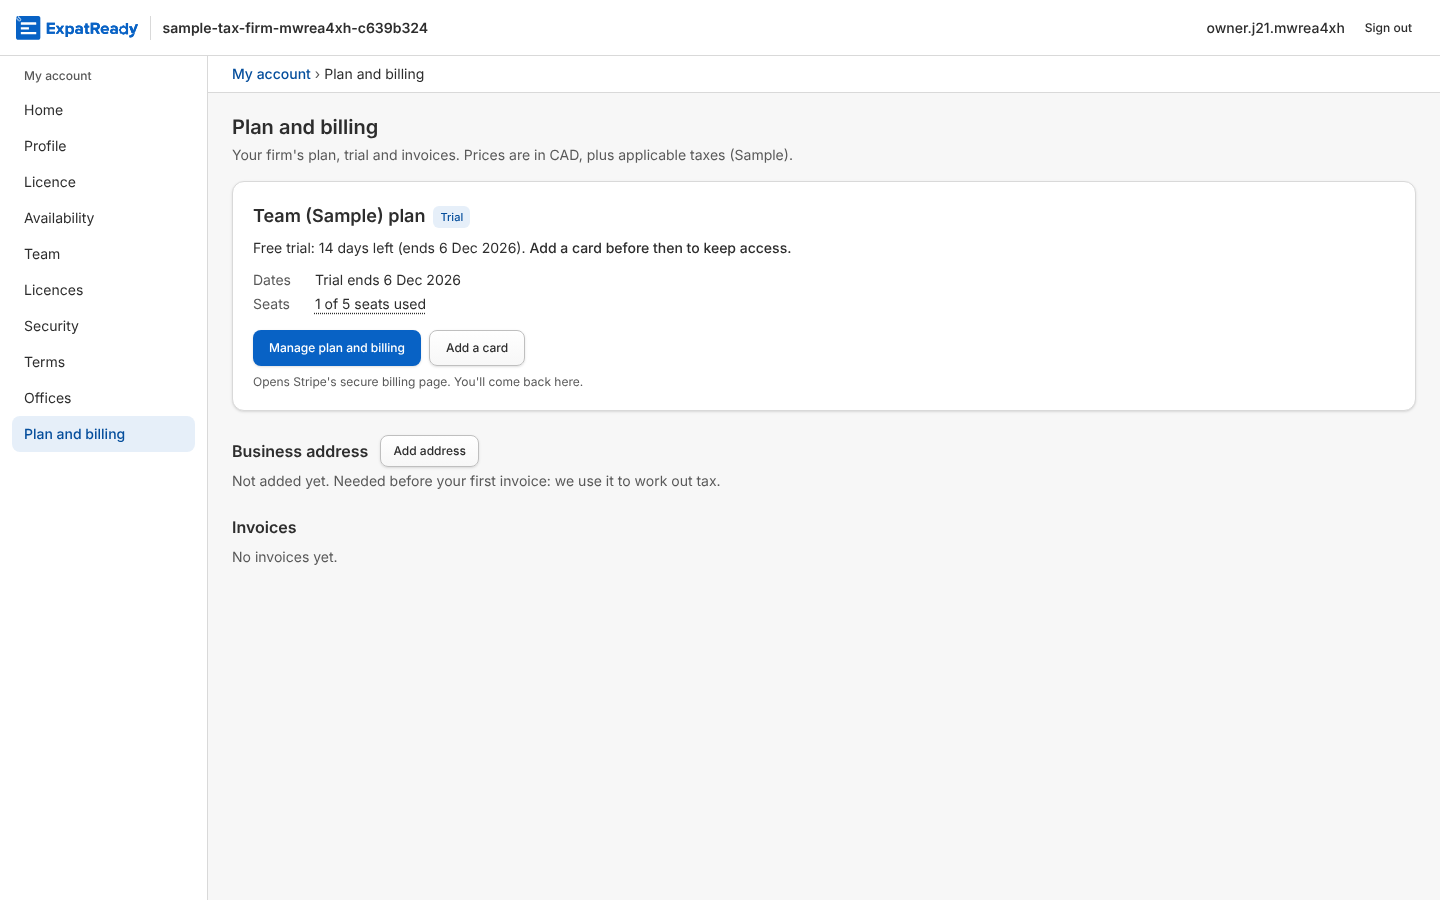 ExpatReady
sample-tax-firm-mwrea4xh-c639b324
owner.j21.mwrea4xh
Sign out
My account
Home
Profile
Licence
Availability
Team
Licences
Security
Terms
Offices
Plan and billing
My account › Plan and billing
Plan and billing
Your firm's plan, trial and invoices. Prices are in CAD, plus applicable taxes (Sample).
Team (Sample) plan Trial
Free trial: 14 days left (ends 6 Dec 2026). Add a card before then to keep access.
Dates Trial ends 6 Dec 2026
Seats 1 of 5 seats used
Manage plan and billing Add a card
Opens Stripe's secure billing page. You'll come back here.
Business address Add address
Not added yet. Needed before your first invoice: we use it to work out tax.
Invoices
No invoices yet.